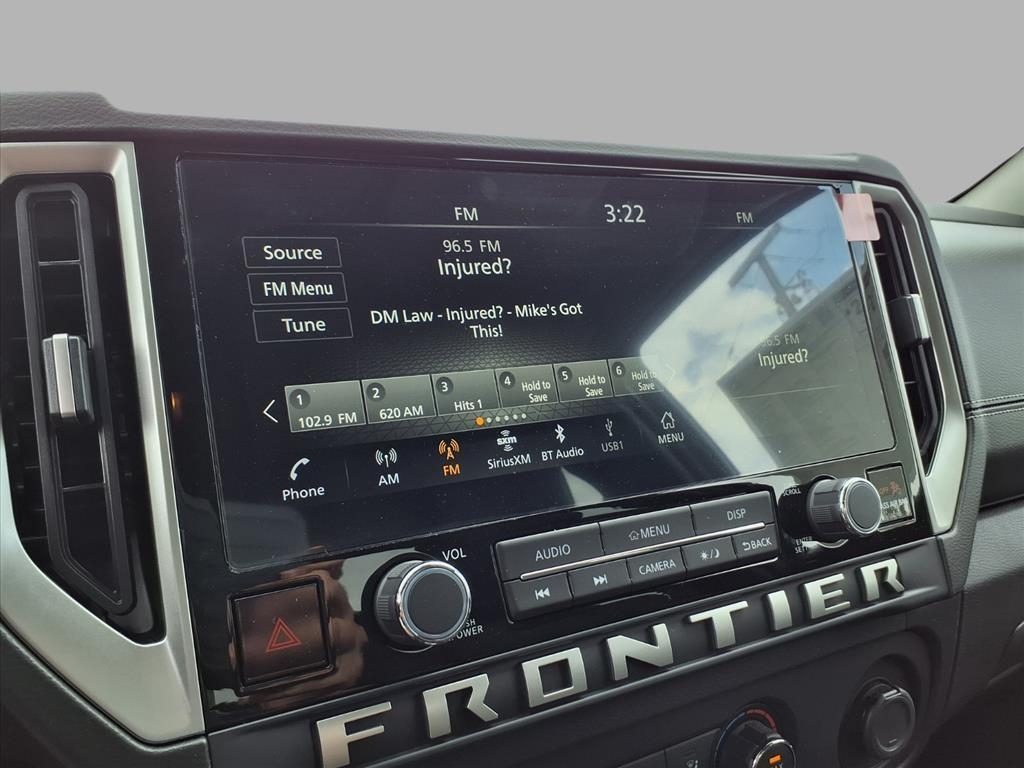 FM 3:22 FM
Source
FM Menu
Tune
96.5 FM
Injured?
DM Law - Injured? - Mike's Got
This!
96.5 FM
Injured?
1 102.9 FM
2 620 AM
3 Hits 1
4 Hold to Save
5 Hold to Save
6 Hold to Save
Phone
AM
FM
SXM SiriusXM
BT Audio
USB1
MENU
VOL
AUDIO
MENU
DISP
CAMERA
BACK
SCROLL
OFF
FRONTIER